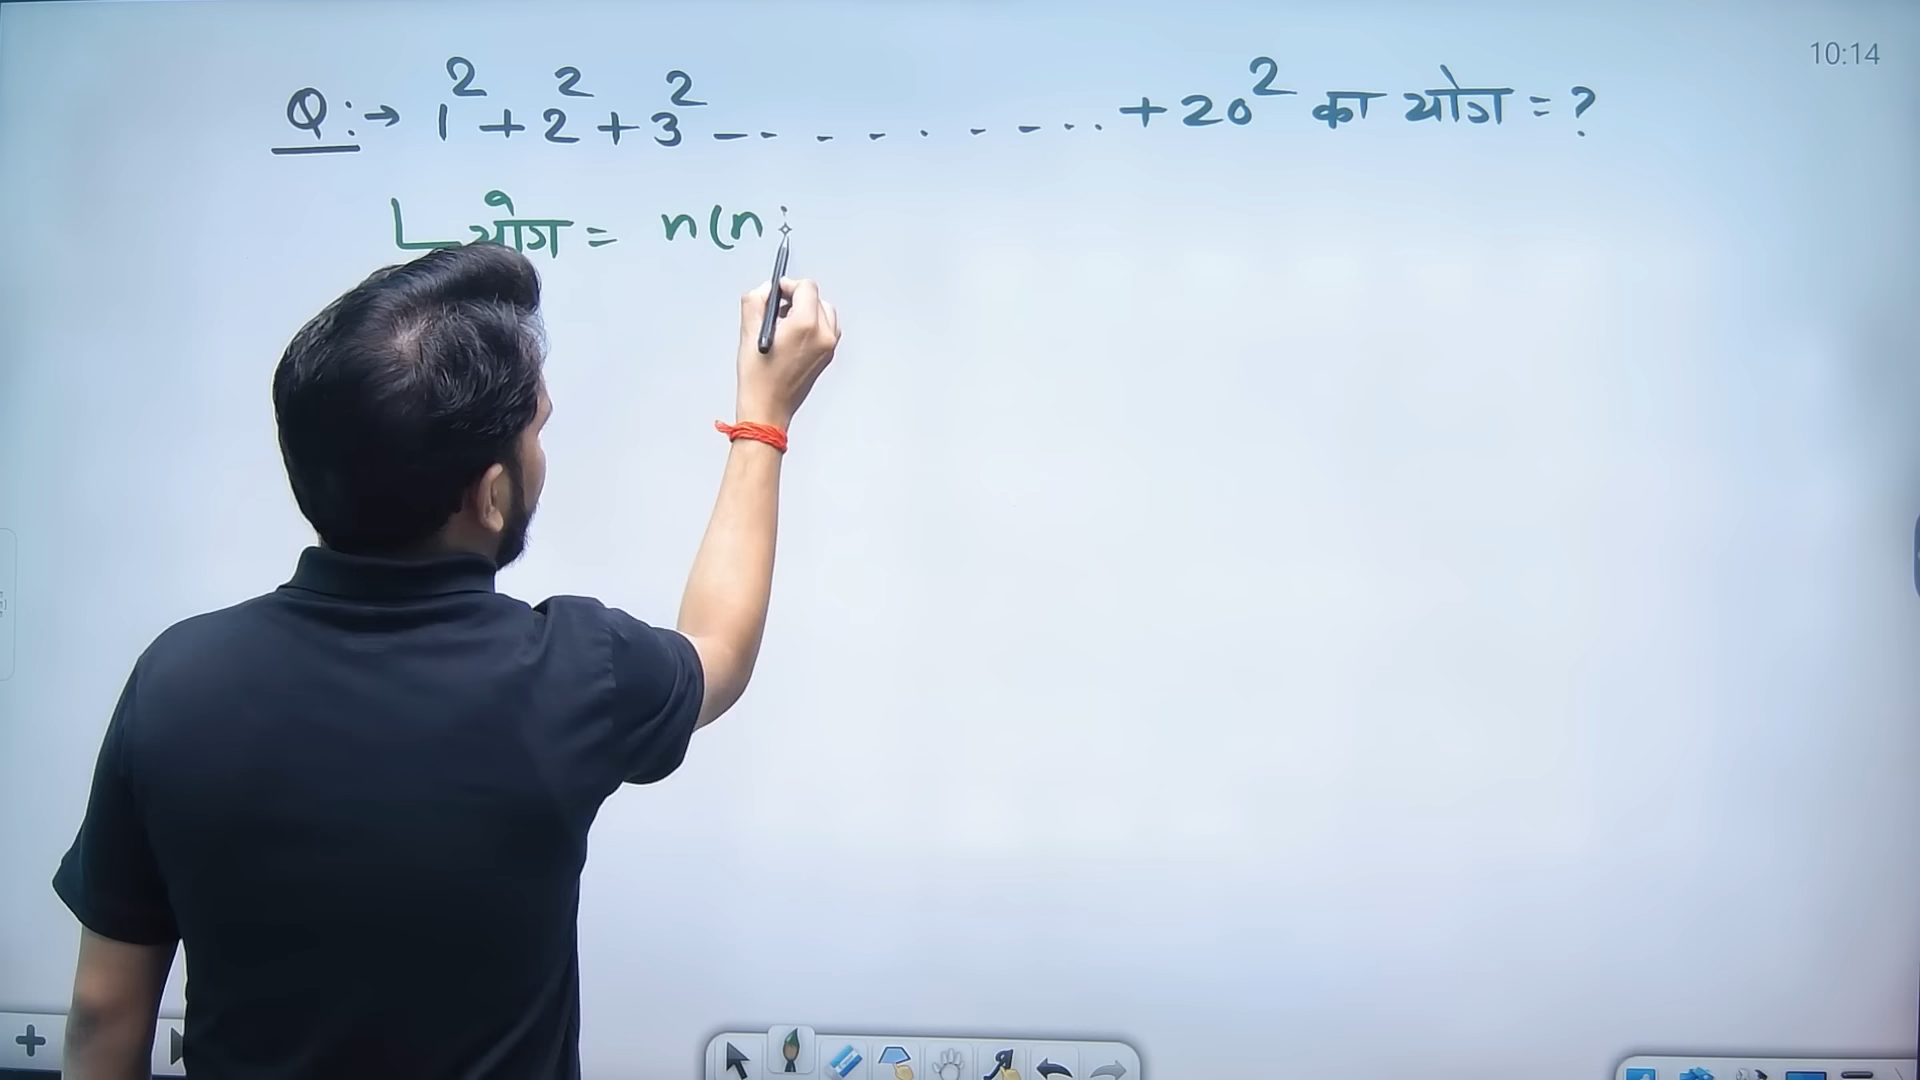 10:14
Q:→ 1² + 2² + 3² -- - - - - - - .. + 20² का योग = ?
योग = n(n